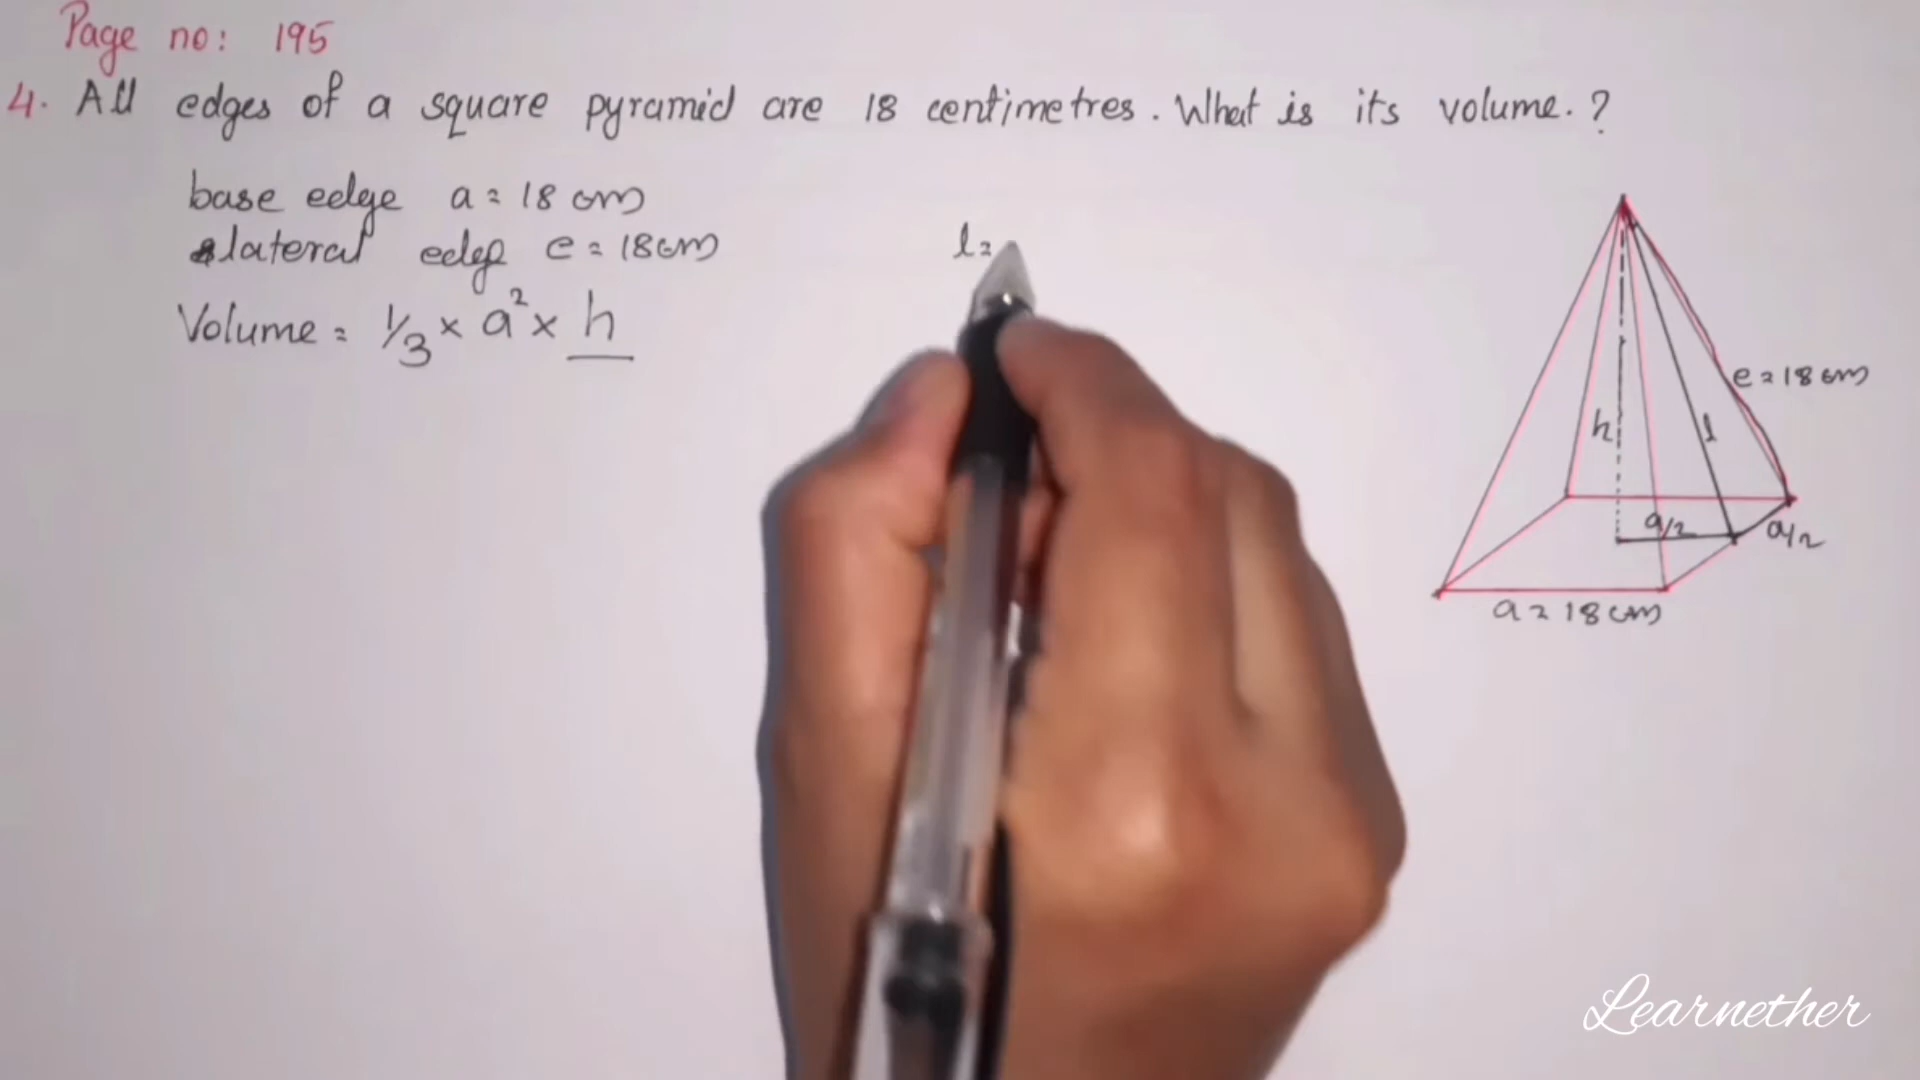 Page no: 195
4. All edges of a square pyramid are 18 centimetres. What is its volume.?
base edge a = 18 cm
lateral edge e = 18cm
Volume = 1/3 × a² × h
l =
e = 18 cm
h
l
a/2
a/2
a = 18 cm
Learnether